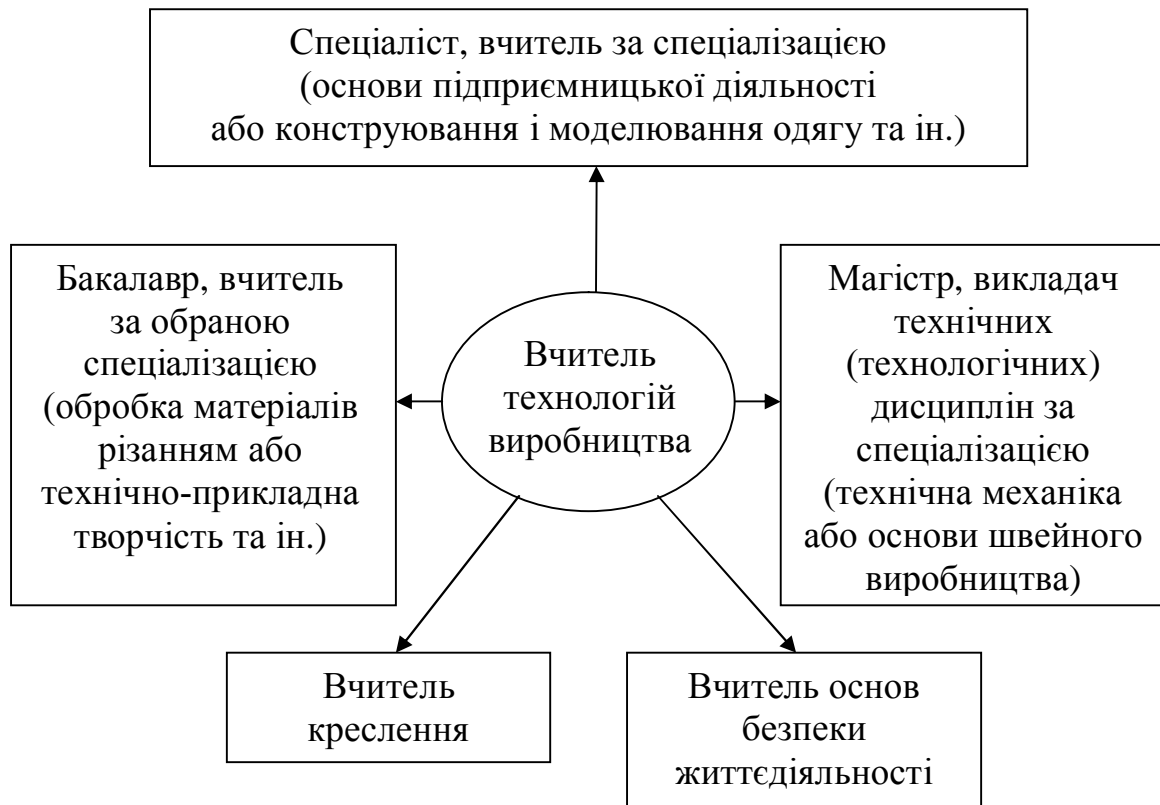 Спеціаліст, вчитель за спеціалізацією
(основи підприємницької діяльності
або конструювання і моделювання одягу та ін.)
Бакалавр, вчитель
за обраною
спеціалізацією
(обробка матеріалів
різанням або
технічно-прикладна
творчість та ін.)
Вчитель
технологій
виробництва
Магістр, викладач
технічних
(технологічних)
дисциплін за
спеціалізацією
(технічна механіка
або основи швейного
виробництва)
Вчитель
креслення
Вчитель основ
безпеки
життєдіяльності